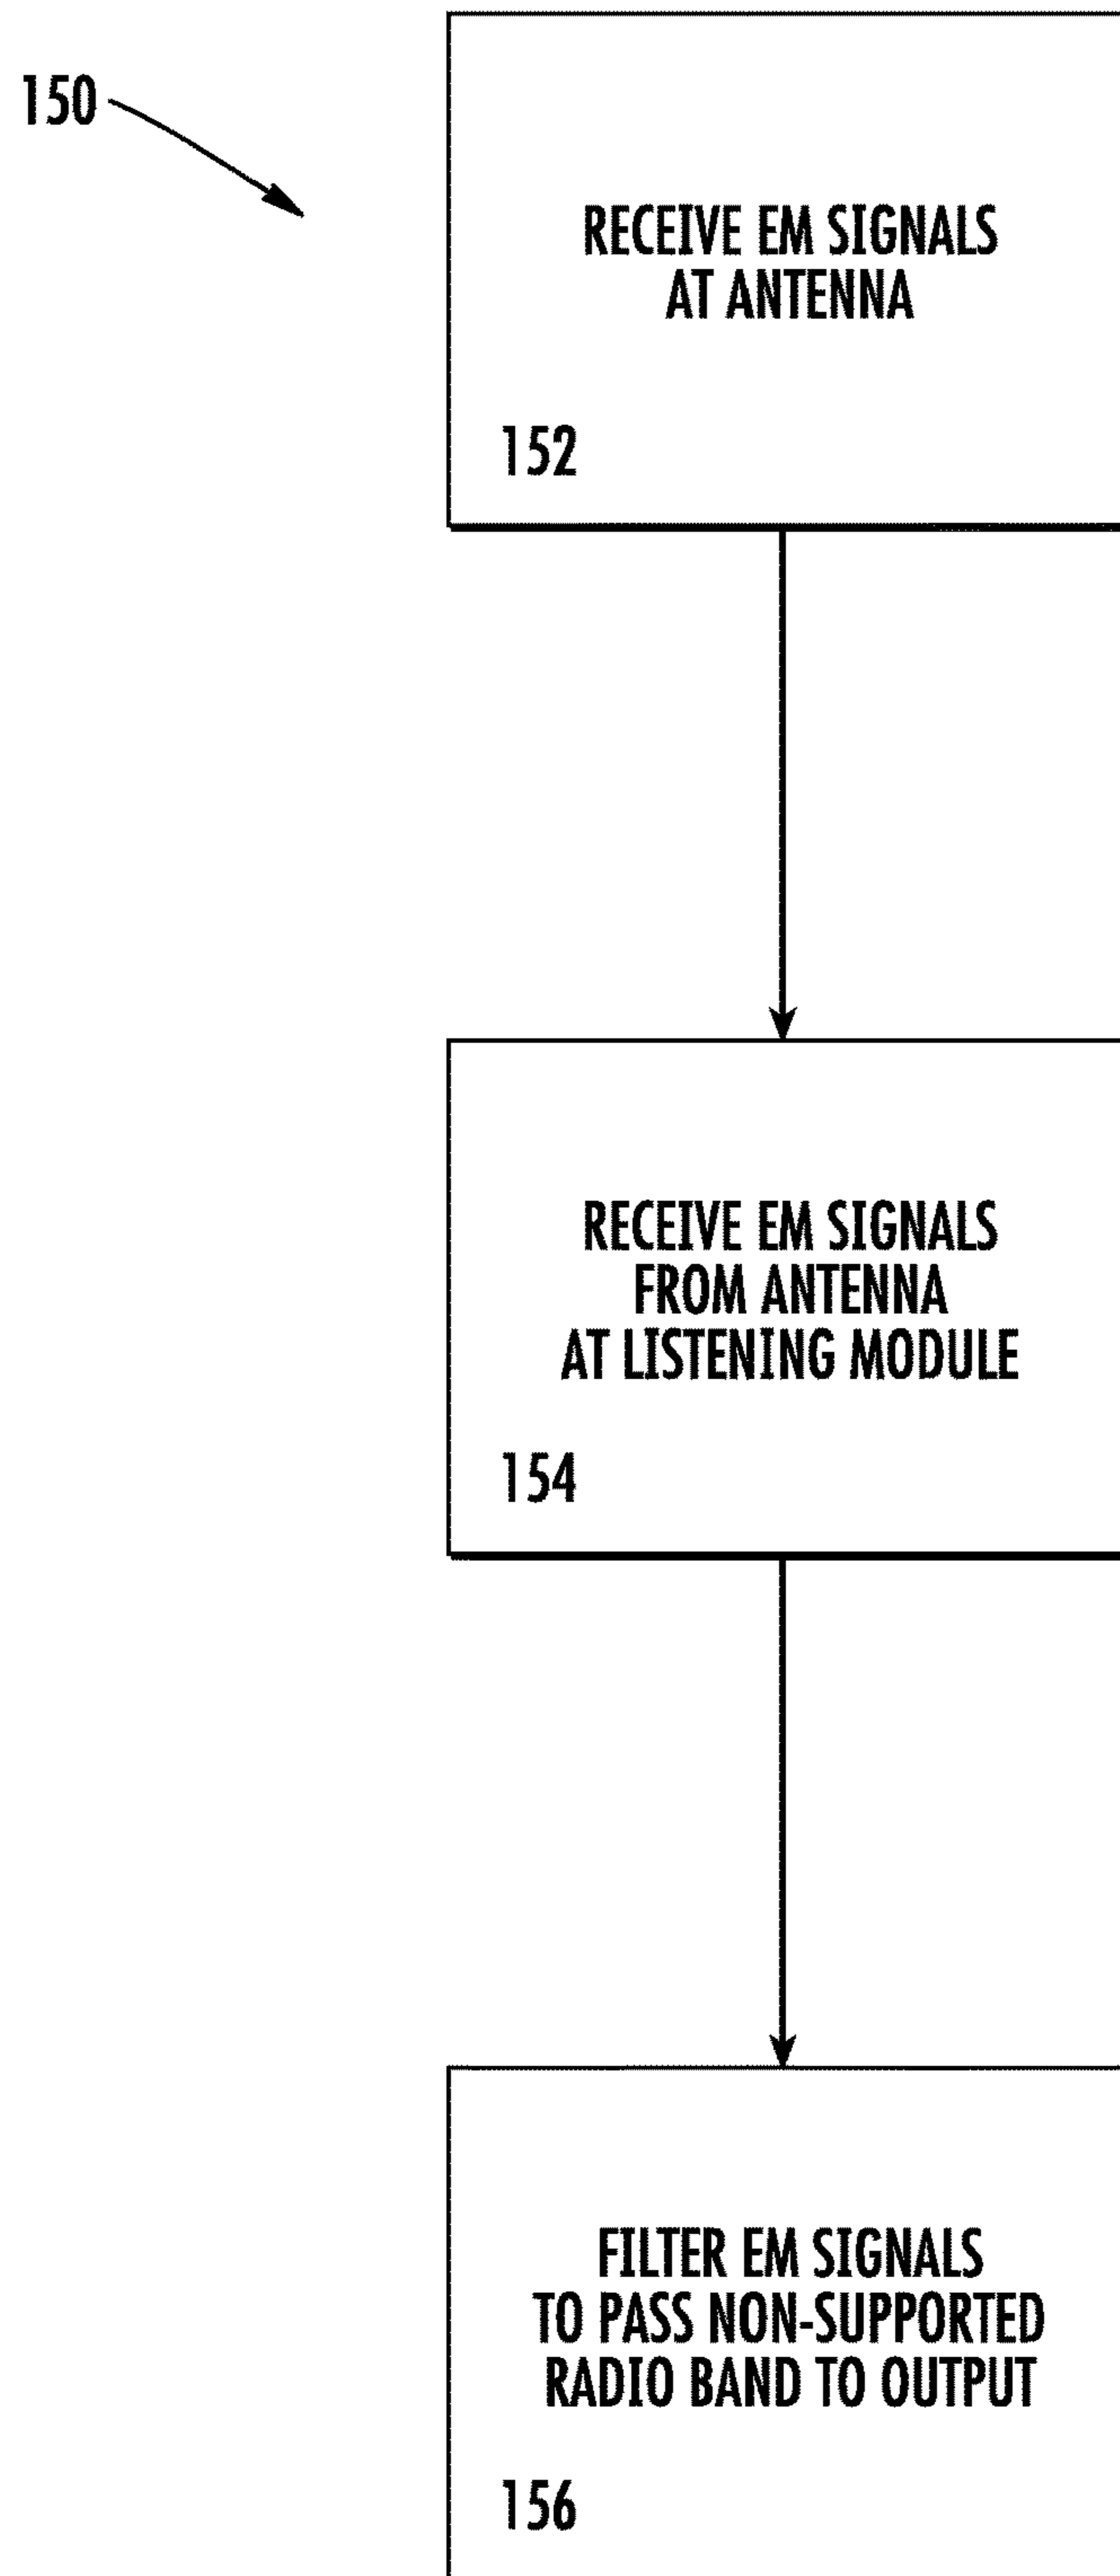 150
RECEIVE EM SIGNALS
AT ANTENNA
152
RECEIVE EM SIGNALS
FROM ANTENNA
AT LISTENING MODULE
154
FILTER EM SIGNALS
TO PASS NON-SUPPORTED
RADIO BAND TO OUTPUT
156